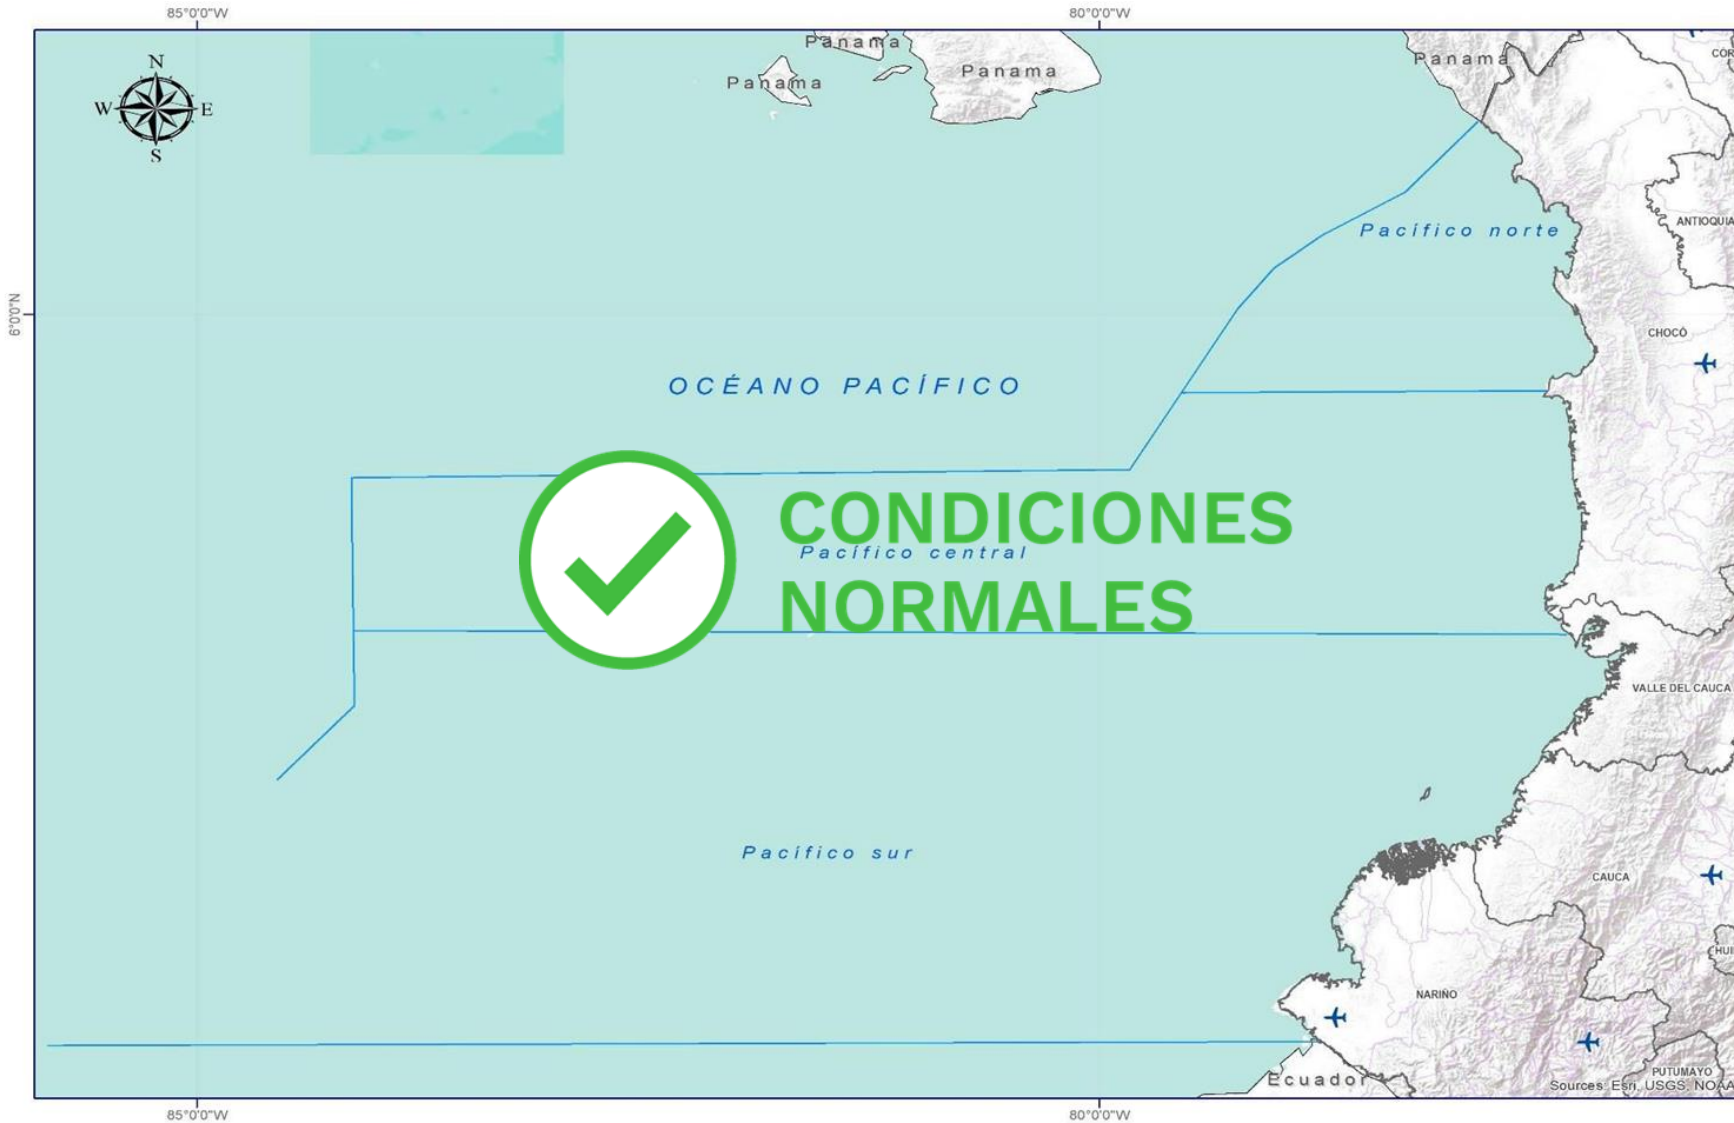 85°0'0"W
80°0'0"W
N
W
E
S
Panama
Panama
Panama
Panama
CÓR
ANTIOQUIA
Pacífico norte
6°0'0"N
CHOCÓ
OCÉANO PACÍFICO
CONDICIONES
Pacífico central
NORMALES
VALLE DEL CAUCA
Pacífico sur
CAUCA
HUI
NARIÑO
Ecuador
PUTUMAYO
Sources: Esri, USGS, NOAA
85°0'0"W
80°0'0"W